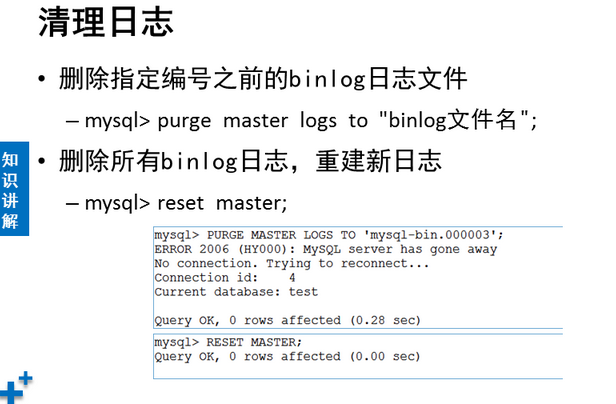 清理日志
• 删除指定编号之前的binlog日志文件
– mysql> purge master logs to "binlog文件名";
• 删除所有binlog日志，重建新日志
– mysql> reset master;
知识讲解
mysql> PURGE MASTER LOGS TO 'mysql-bin.000003';
ERROR 2006 (HY000): MySQL server has gone away
No connection. Trying to reconnect...
Connection id:    4
Current database: test
Query OK, 0 rows affected (0.28 sec)
mysql> RESET MASTER;
Query OK, 0 rows affected (0.00 sec)